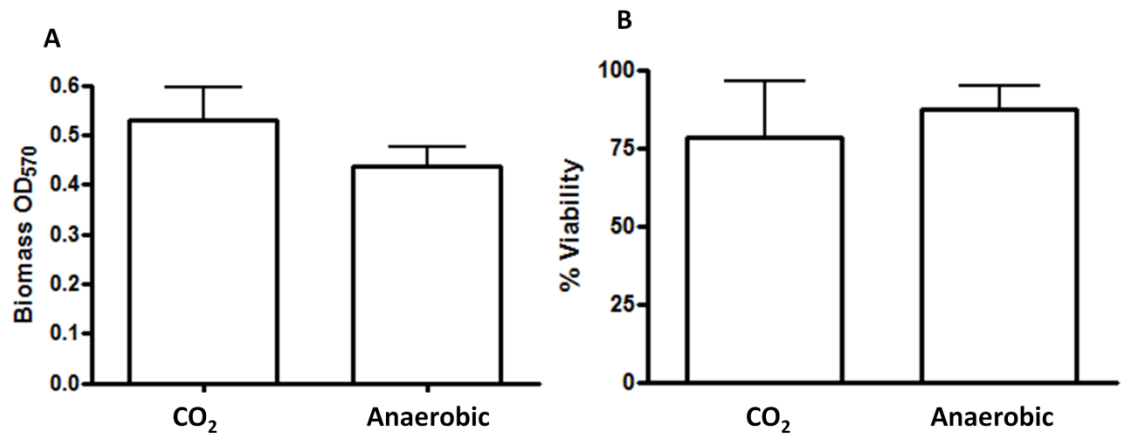 A
Biomass OD₅₇₀
0.6
0.5
0.4
0.3
0.2
0.1
0.0
CO₂ Anaerobic
B
% Viability
100
75
50
25
0
CO₂ Anaerobic